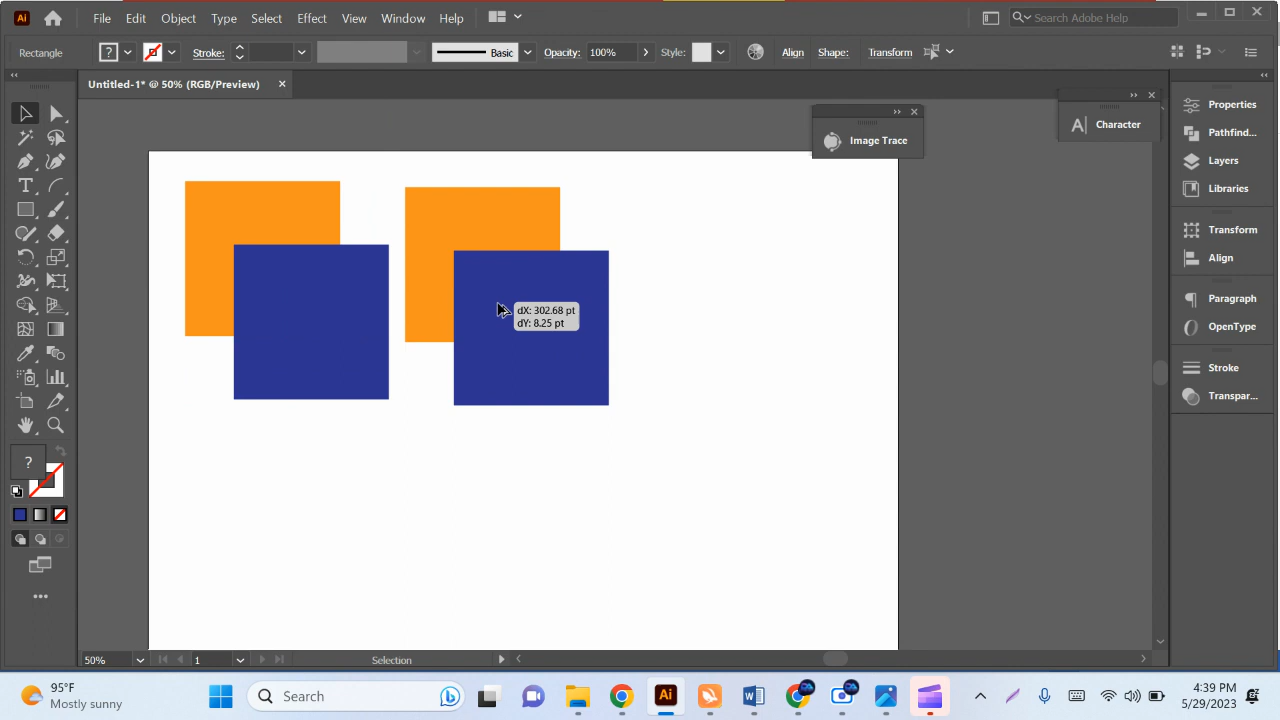 Ai File Edit Object Type Select Effect View Window Help Search Adobe Help
Rectangle ? Stroke: Basic Opacity: 100% Style: Align Shape: Transform
Untitled-1* @ 50% (RGB/Preview)
Properties
Character
Pathfind...
Image Trace
Layers
Libraries
Transform
Align
Paragraph
dX: 302.68 pt
dY: 8.25 pt
OpenType
Stroke
Transpar...
?
50% 1 Selection
95°F
Mostly sunny
Search
Ai
4:39 PM
5/29/2023